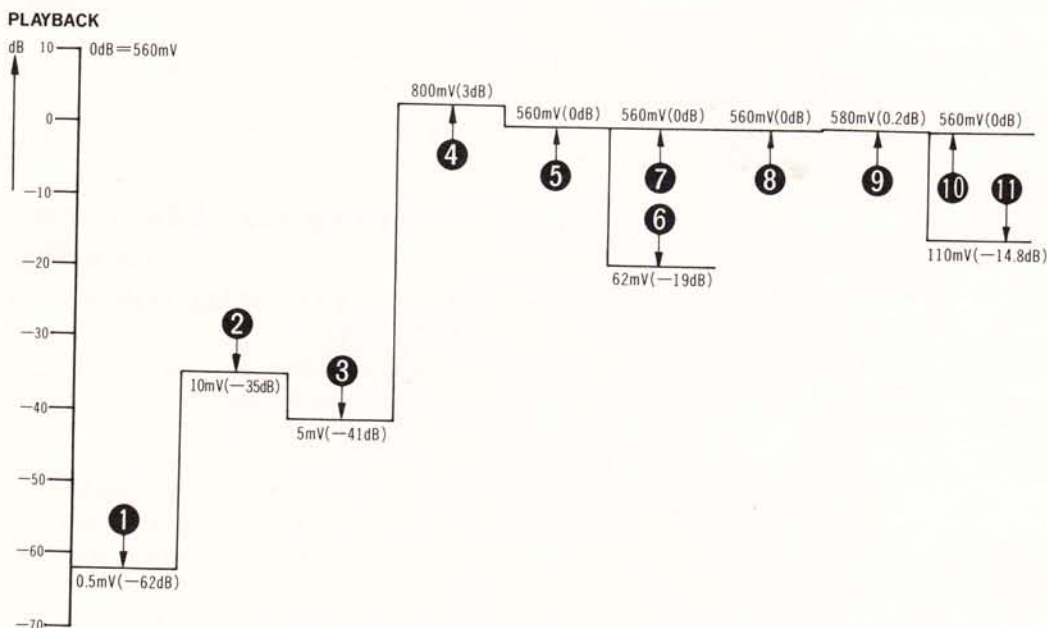 PLAYBACK
dB 10 0dB=560mV
800mV(3dB)
560mV(0dB) 560mV(0dB) 560mV(0dB) 580mV(0.2dB) 560mV(0dB)
0
4 5 7 8 9 10 11
−10
6
−20
62mV(−19dB) 110mV(−14.8dB)
−30
2
10mV(−35dB)
3
−40
5mV(−41dB)
−50
1
−60
0.5mV(−62dB)
−70